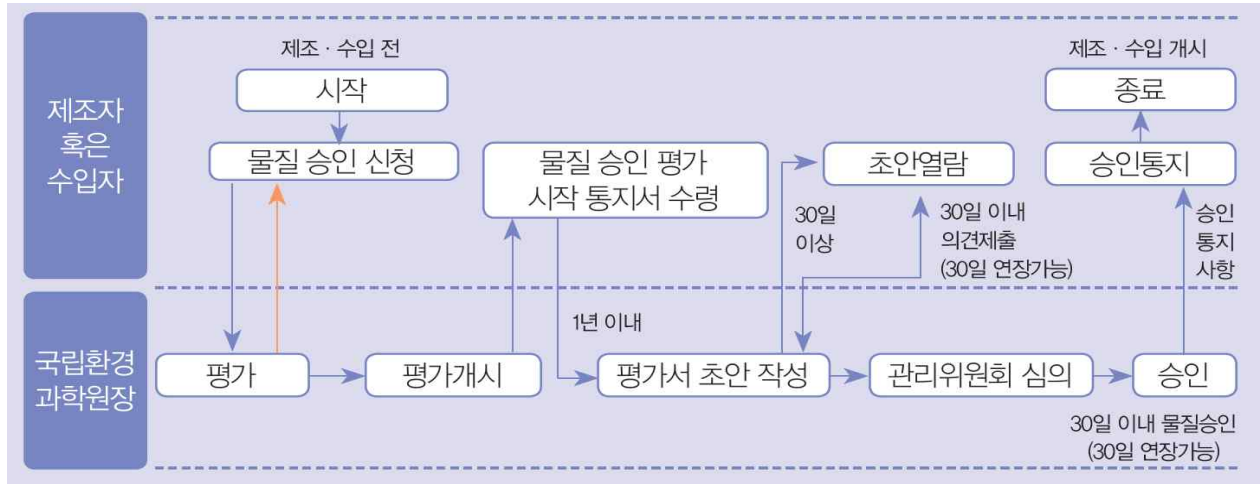 제조자
혹은
수입자
제조 · 수입 전
시작
물질 승인 신청
물질 승인 평가
시작 통지서 수령
30일
이상
초안열람
30일 이내
의견제출
(30일 연장가능)
제조 · 수입 개시
종료
승인통지
승인
통지
사항
국립환경
과학원장
평가
평가개시
1년 이내
평가서 초안 작성
관리위원회 심의
승인
30일 이내 물질승인
(30일 연장가능)